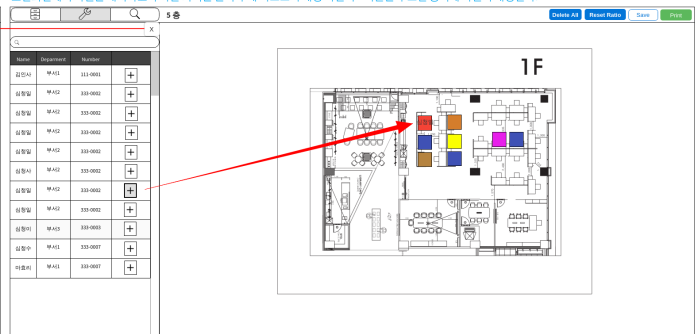 5 층
Delete All Reset Ratio Save Print
X
Name Deparment Number
김인사 부서1 111-0001 +
심청일 부서2 333-0002 +
심청일 부서2 333-0002 +
심청일 부서2 333-0002 +
심청일 부서2 333-0002 +
심청사 부서2 333-0002 +
심청일 부서2 333-0002 +
심청일 부서2 333-0002 +
심청이 부서3 333-0003 +
심청수 부서1 333-0007 +
마효리 부서1 333-0007 +
1F